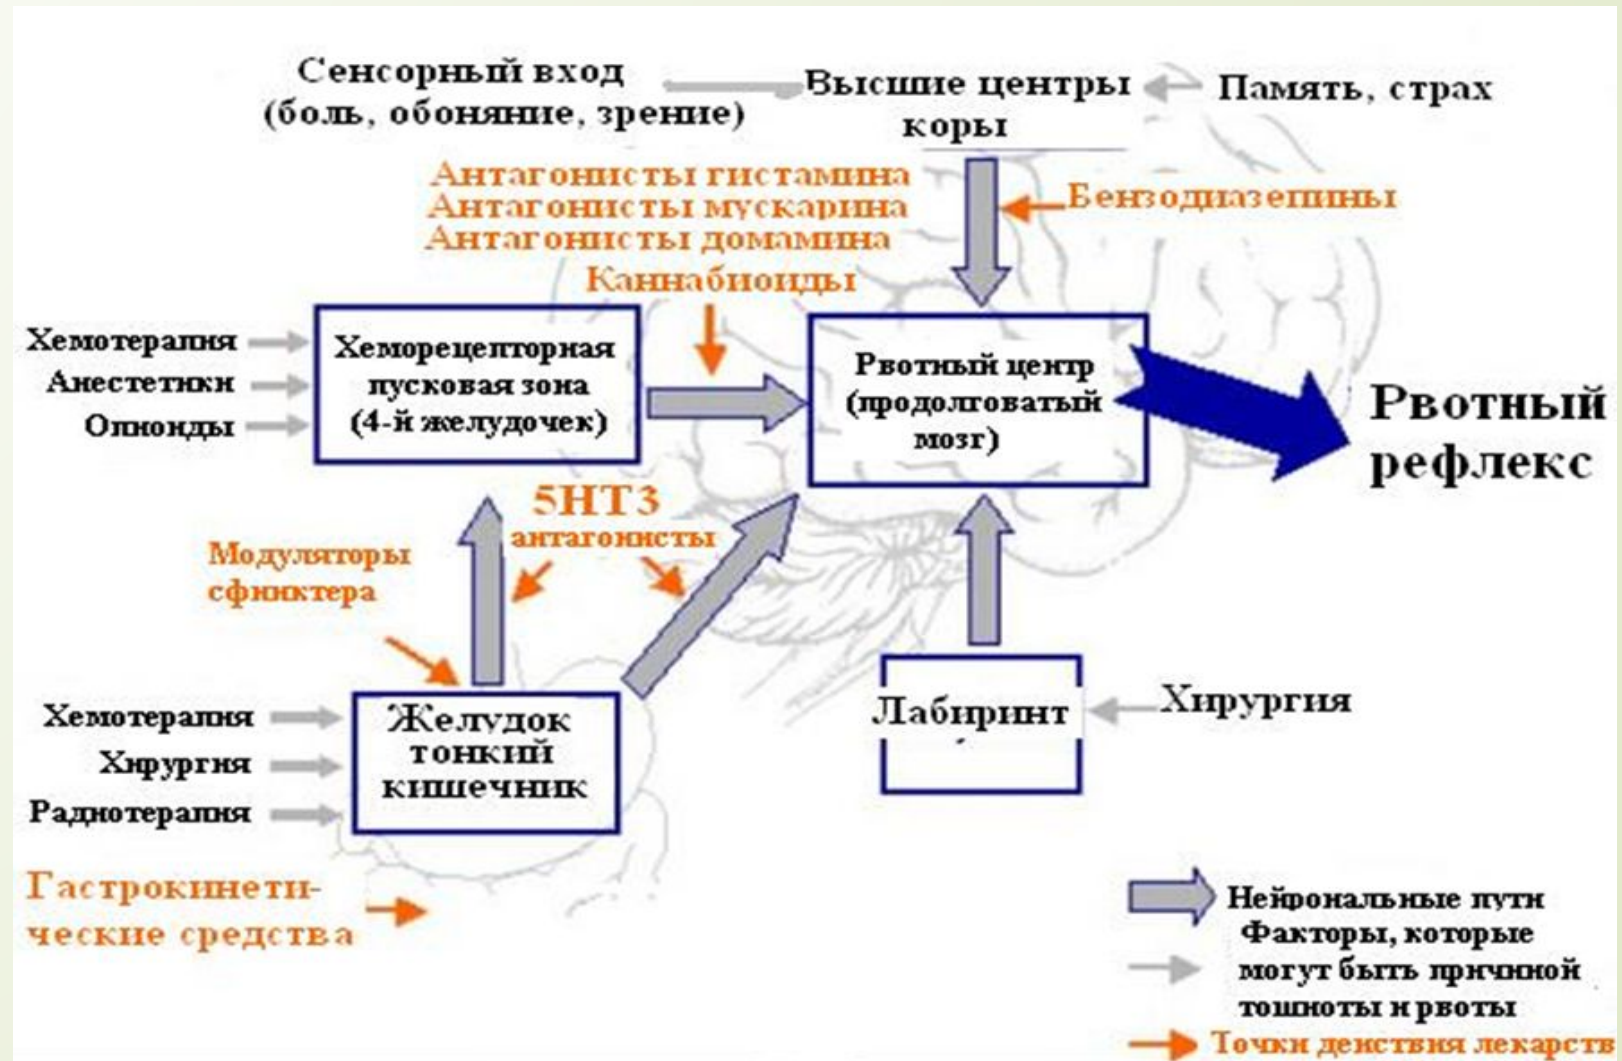 Сенсорный вход
(боль, обоняние, зрение)
Высшие центры
коры
Память, страх
Антагонисты гистамина
Антагонисты мускарина
Антагонисты домамина
Каннабиоиды
Бензодиазепины
Хемотерапия
Анестетики
Опиоиды
Хеморецепторная
пусковая зона
(4-й желудочек)
Рвотный центр
(продолговатый
мозг)
Рвотный
рефлекс
5HT3
антагонисты
Модуляторы
сфинктера
Хемотерапия
Хирургия
Радиотерапия
Желудок
тонкий
кишечник
Лабиринт
Хирургия
Гастрокинети-
ческие средства
Нейрональные пути
Факторы, которые
могут быть причиной
тошноты и рвоты
Точки действия лекарств